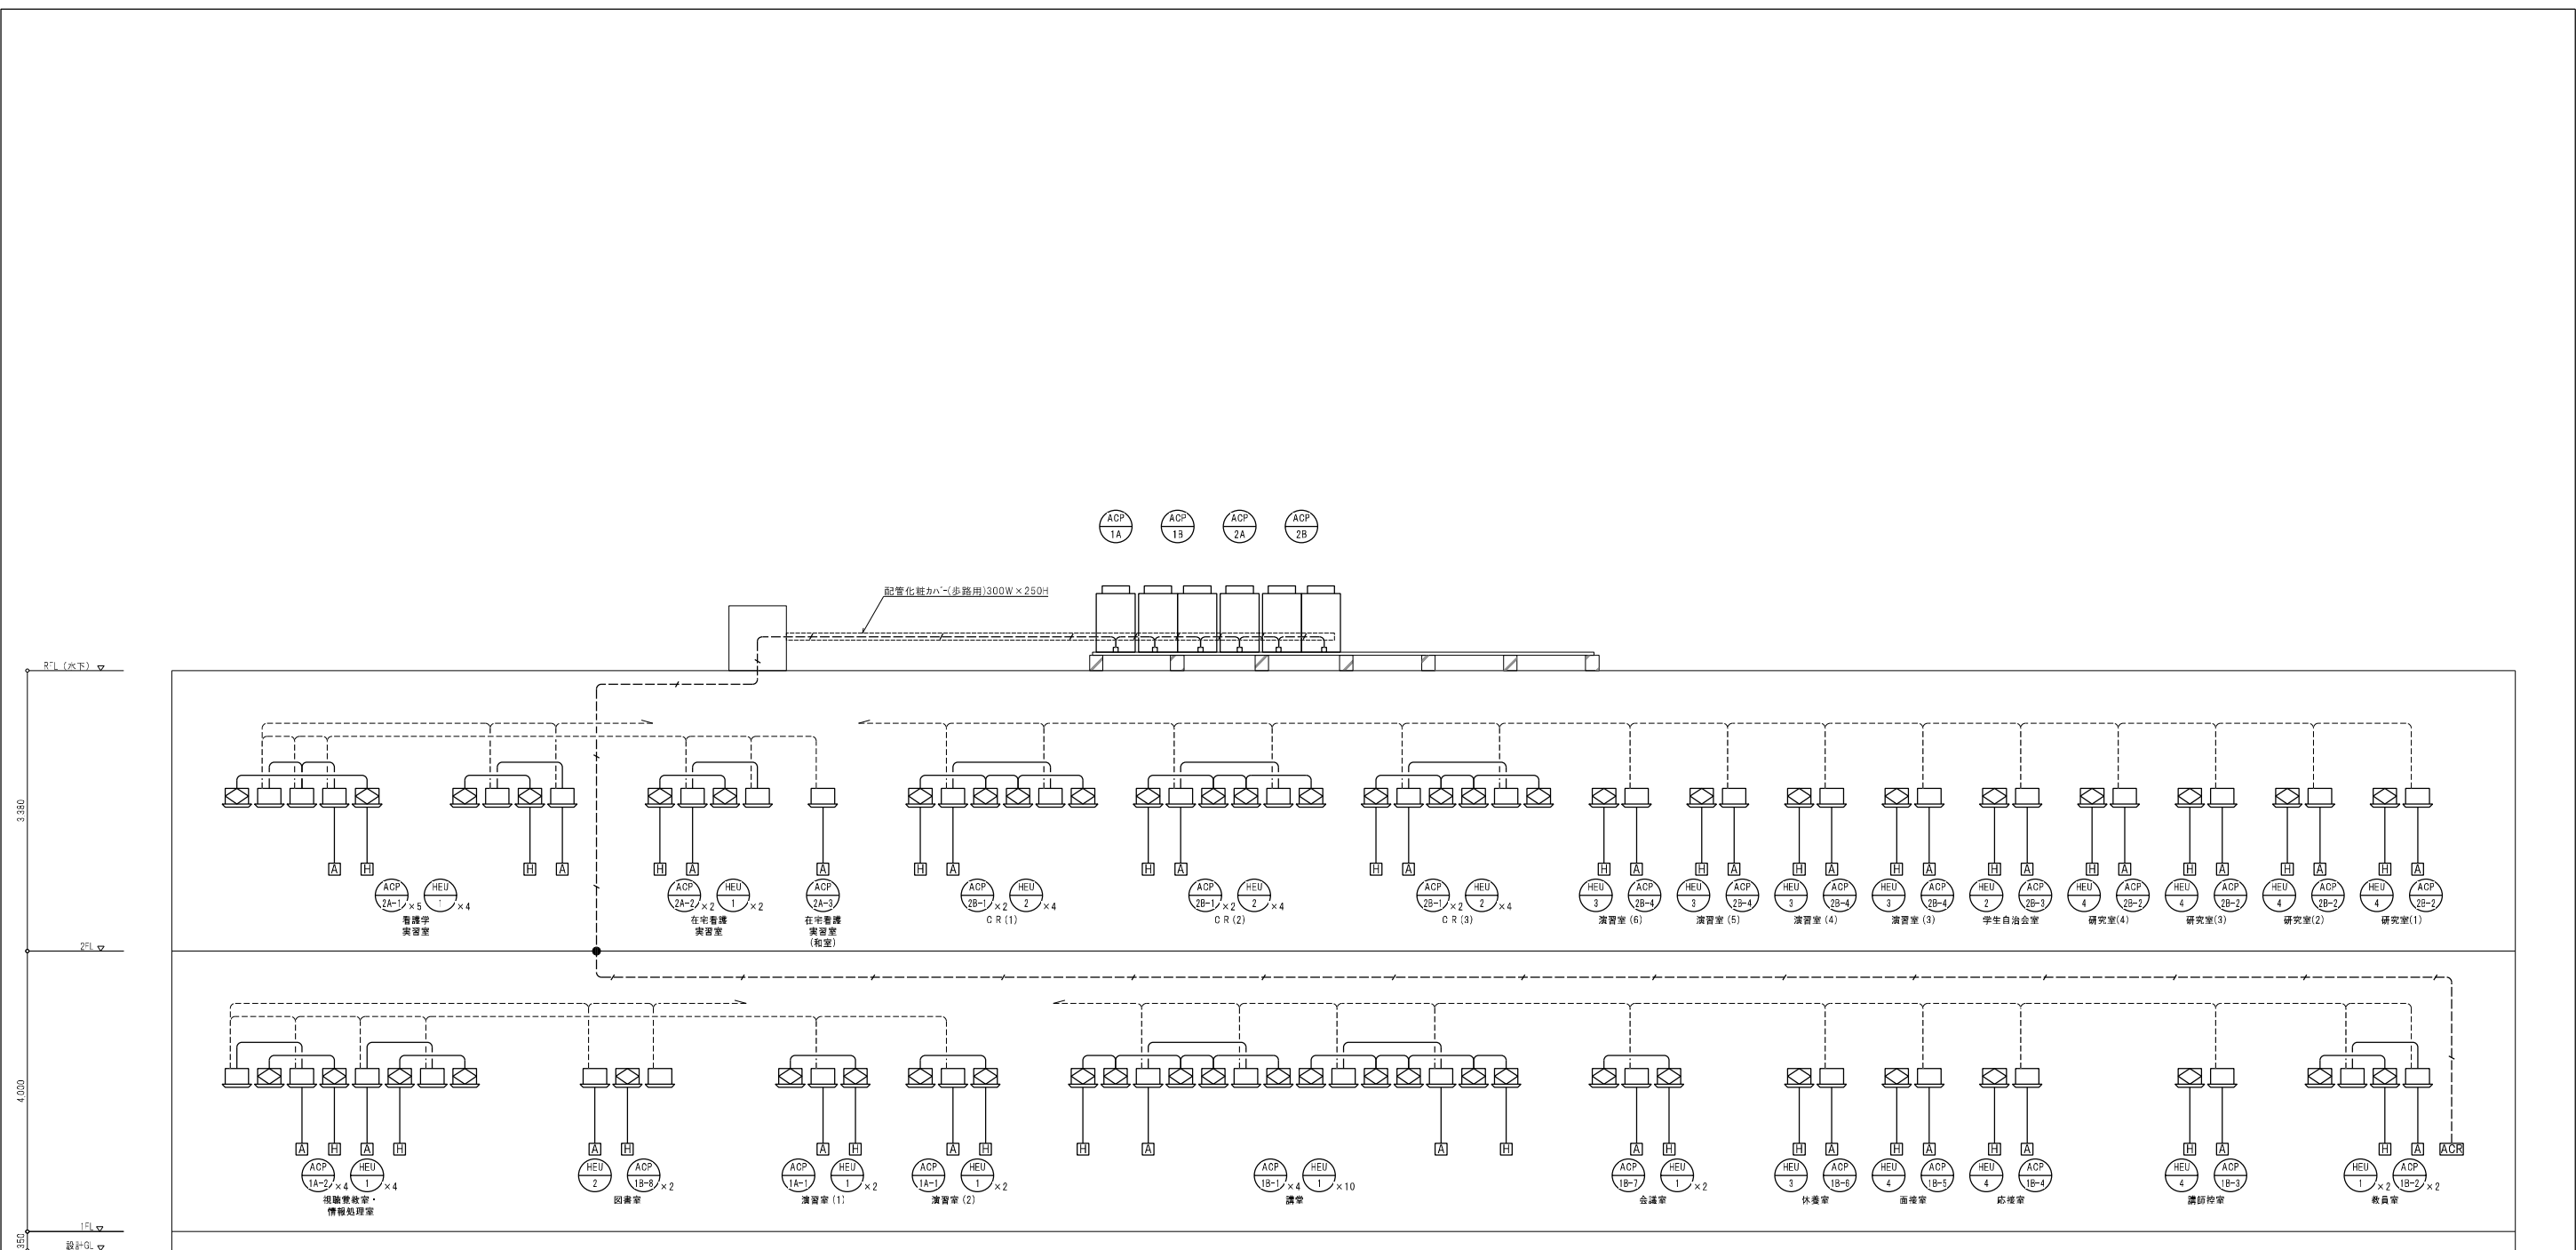 ACP 1A
ACP 1B
ACP 2A
ACP 2B
配管化粧カバー(歩路用)300W×250H
RFL (水下)
3,380
A H H A H A A H A H A H A H A H A H A H A H A H A H A H A H A
ACP 2A-1 ×5 HEU 1 ×4
看護学
実習室
ACP 2A-2 ×2 HEU 1 ×2
在宅看護
実習室
ACP 2A-3
在宅看護
実習室
(和室)
ACP 2B-1 ×2 HEU 2 ×4
CR(1)
ACP 2B-1 ×2 HEU 2 ×4
CR(2)
ACP 2B-1 ×2 HEU 2 ×4
CR(3)
HEU 3 ACP 2B-4
演習室(6)
HEU 3 ACP 2B-4
演習室(5)
HEU 3 ACP 2B-4
演習室(4)
HEU 3 ACP 2B-4
演習室(3)
HEU 2 ACP 2B-3
学生自治会室
HEU 4 ACP 2B-2
研究室(4)
HEU 4 ACP 2B-2
研究室(3)
HEU 4 ACP 2B-2
研究室(2)
HEU 4 ACP 2B-2
研究室(1)
2FL
4,000
A H A H A H A H A H H A A H A H H A H A H A H A H A ACR
ACP 1A-2 ×4 HEU 1 ×4
視聴覚教室・
情報処理室
HEU 2 ACP 1B-8 ×2
図書室
ACP 1A-1 HEU 1 ×2
演習室(1)
ACP 1A-1 HEU 1 ×2
演習室(2)
ACP 1B-1 ×4 HEU 1 ×10
講堂
ACP 1B-7 HEU 1 ×2
会議室
HEU 3 ACP 1B-6
休養室
HEU 4 ACP 1B-5
面接室
HEU 4 ACP 1B-4
応接室
HEU 4 ACP 1B-3
講師控室
HEU 1 ×2 ACP 1B-2 ×2
教員室
1FL
350
設計GL